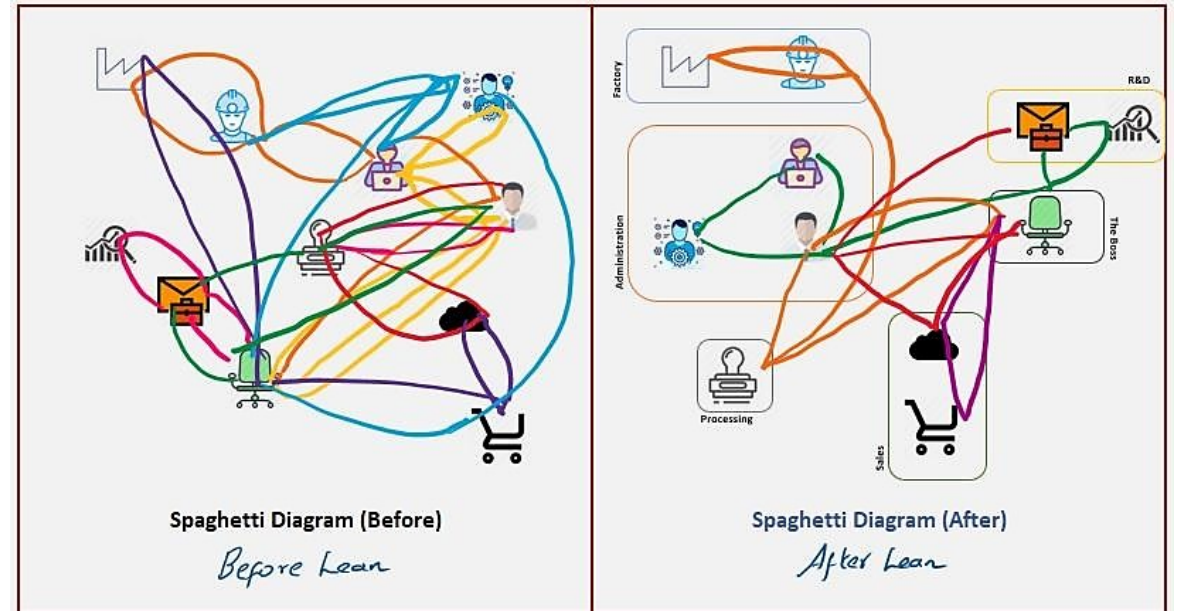 Spaghetti Diagram (Before)
Before Lean
Factory
R&D
Administration
The Boss
Processing
Sales
Spaghetti Diagram (After)
After Lean